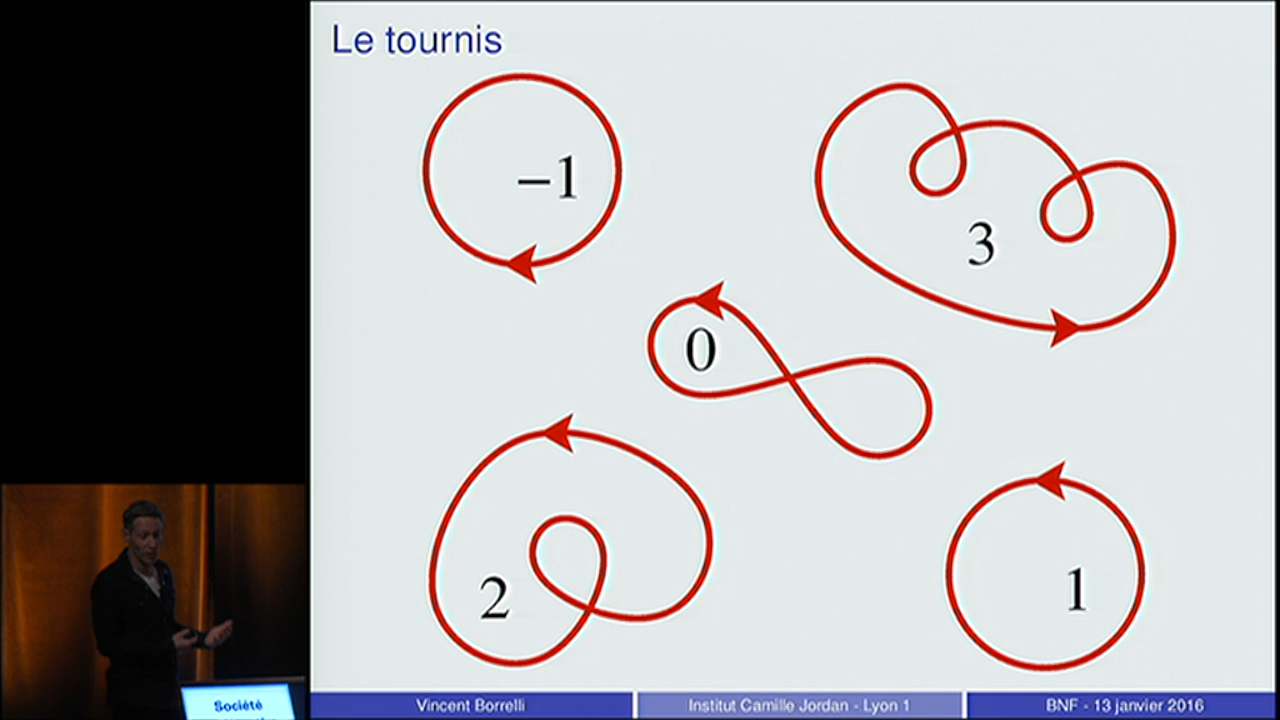 Le tournis
−1
3
0
2
1
Société
Vincent Borrelli
Institut Camille Jordan - Lyon 1
BNF - 13 janvier 2016